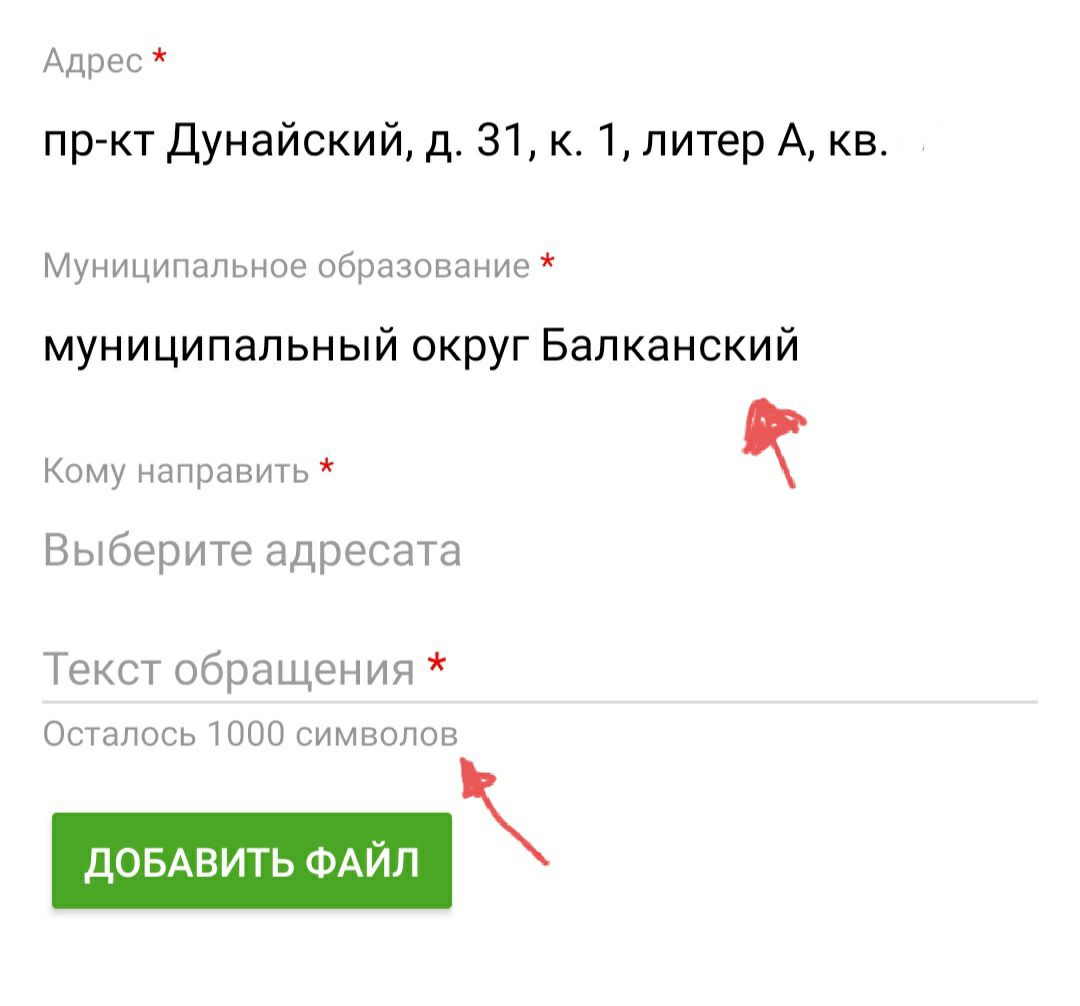 Адрес *
пр-кт Дунайский, д. 31, к. 1, литер А, кв.
Муниципальное образование *
муниципальный округ Балканский
Кому направить *
Выберите адресата
Текст обращения *
Осталось 1000 символов
ДОБАВИТЬ ФАЙЛ